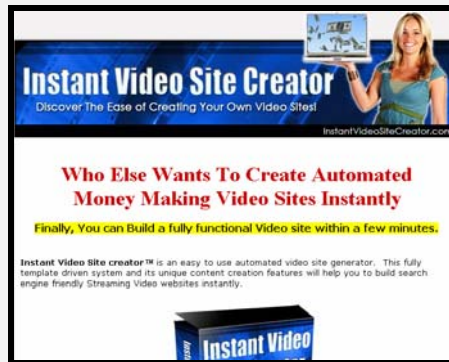 Instant Video Site Creator
Discover The Ease of Creating Your Own Video Sites!
InstantVideoSiteCreator.com
Who Else Wants To Create Automated
Money Making Video Sites Instantly
Finally, You can Build a fully functional Video site within a few minutes.
Instant Video Site creator™ is an easy to use automated video site generator. This fully
template driven system and its unique content creation features will help you to build search
engine friendly Streaming Video websites instantly.
Instant Video